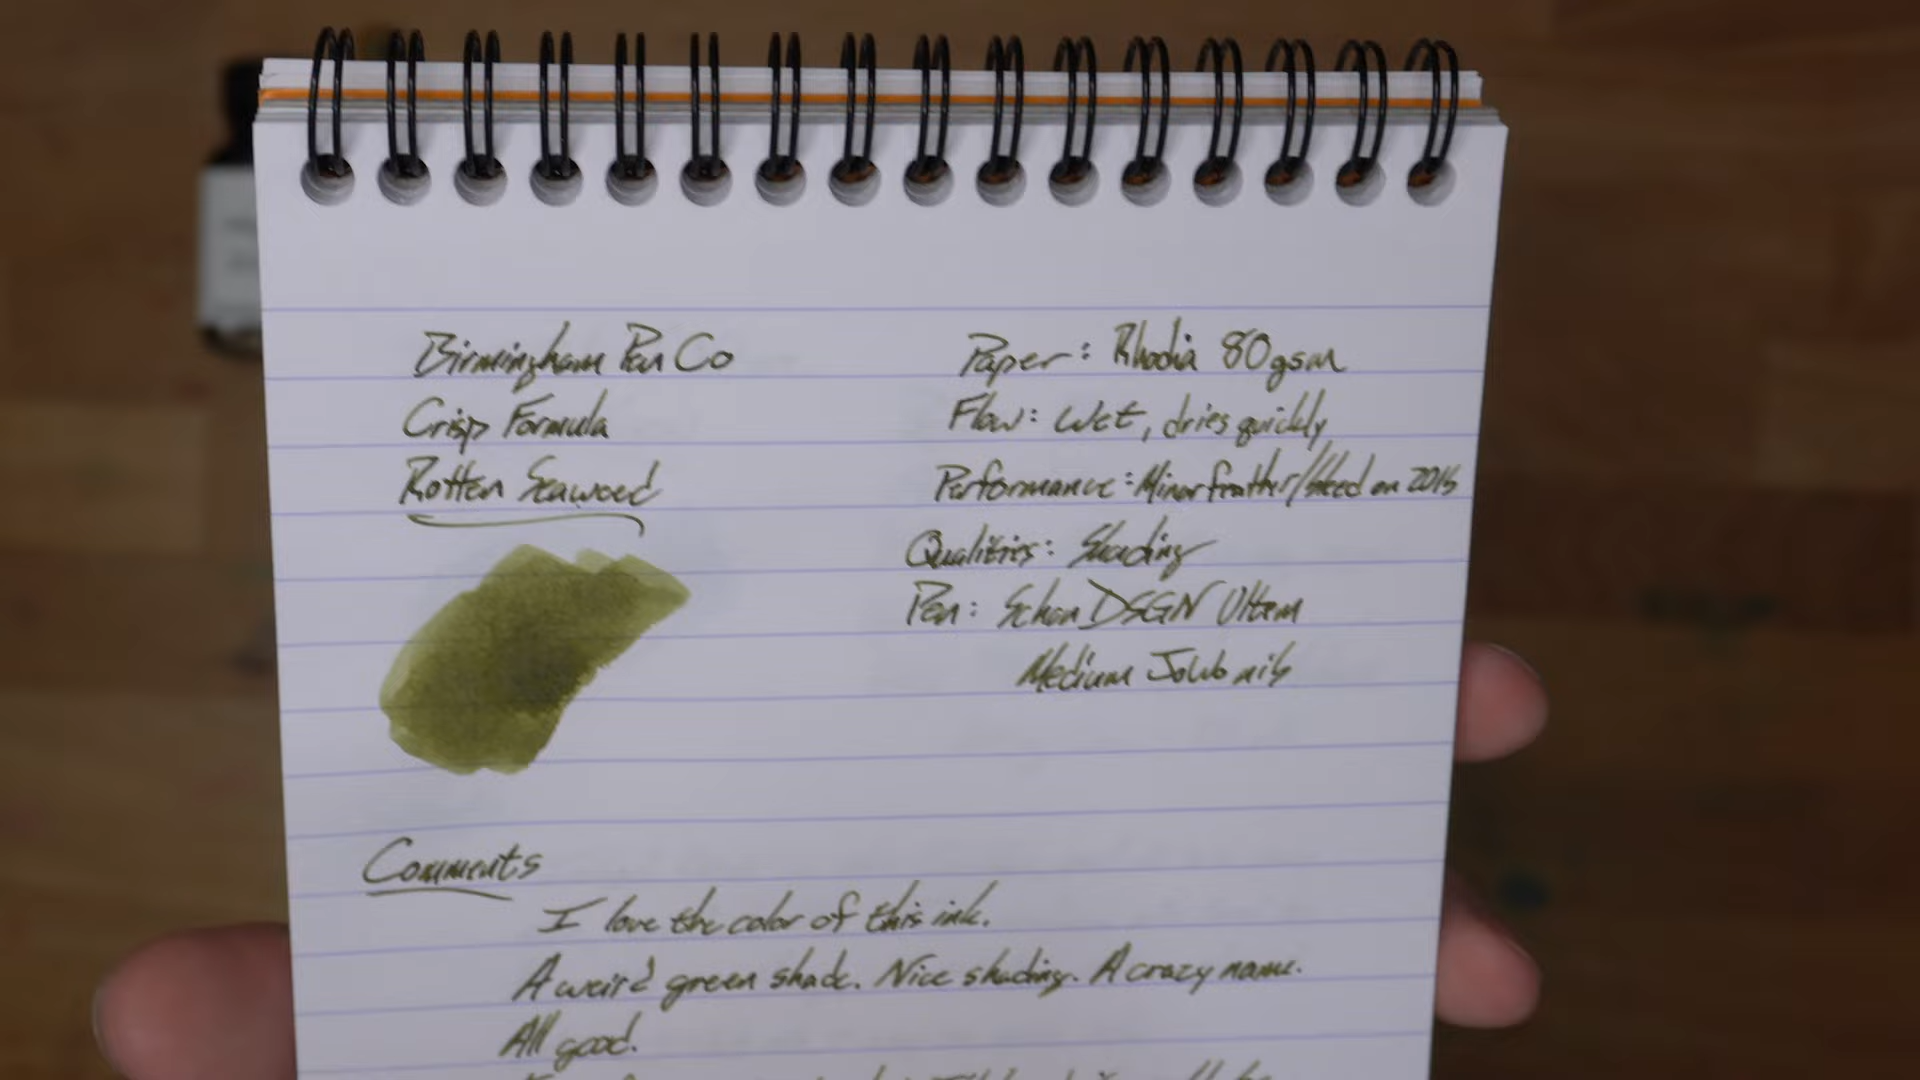 Birmingham Pen Co
Crisp Formula
Rotten Seaweed
Paper: Rhodia 80gsm
Flow: Wet, dries quickly
Performance: Minor feather/bleed on 20lb
Qualities: Shading
Pen: Schon DSGN Ultem
Medium JoWo nib
Comments
I love the color of this ink.
A weird green shade. Nice shading. A crazy name.
All good.